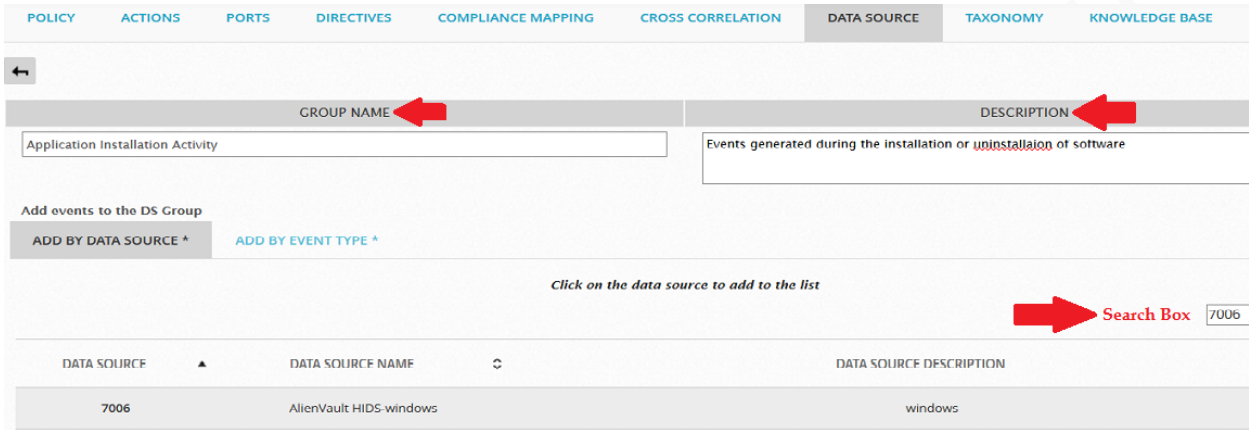 POLICY ACTIONS PORTS DIRECTIVES COMPLIANCE MAPPING CROSS CORRELATION DATA SOURCE TAXONOMY KNOWLEDGE BASE
GROUP NAME DESCRIPTION
Application Installation Activity Events generated during the installation or uninstallaion of software
Add events to the DS Group
ADD BY DATA SOURCE * ADD BY EVENT TYPE *
Click on the data source to add to the list
Search Box 7006
DATA SOURCE DATA SOURCE NAME DATA SOURCE DESCRIPTION
7006 AlienVault HIDS-windows windows